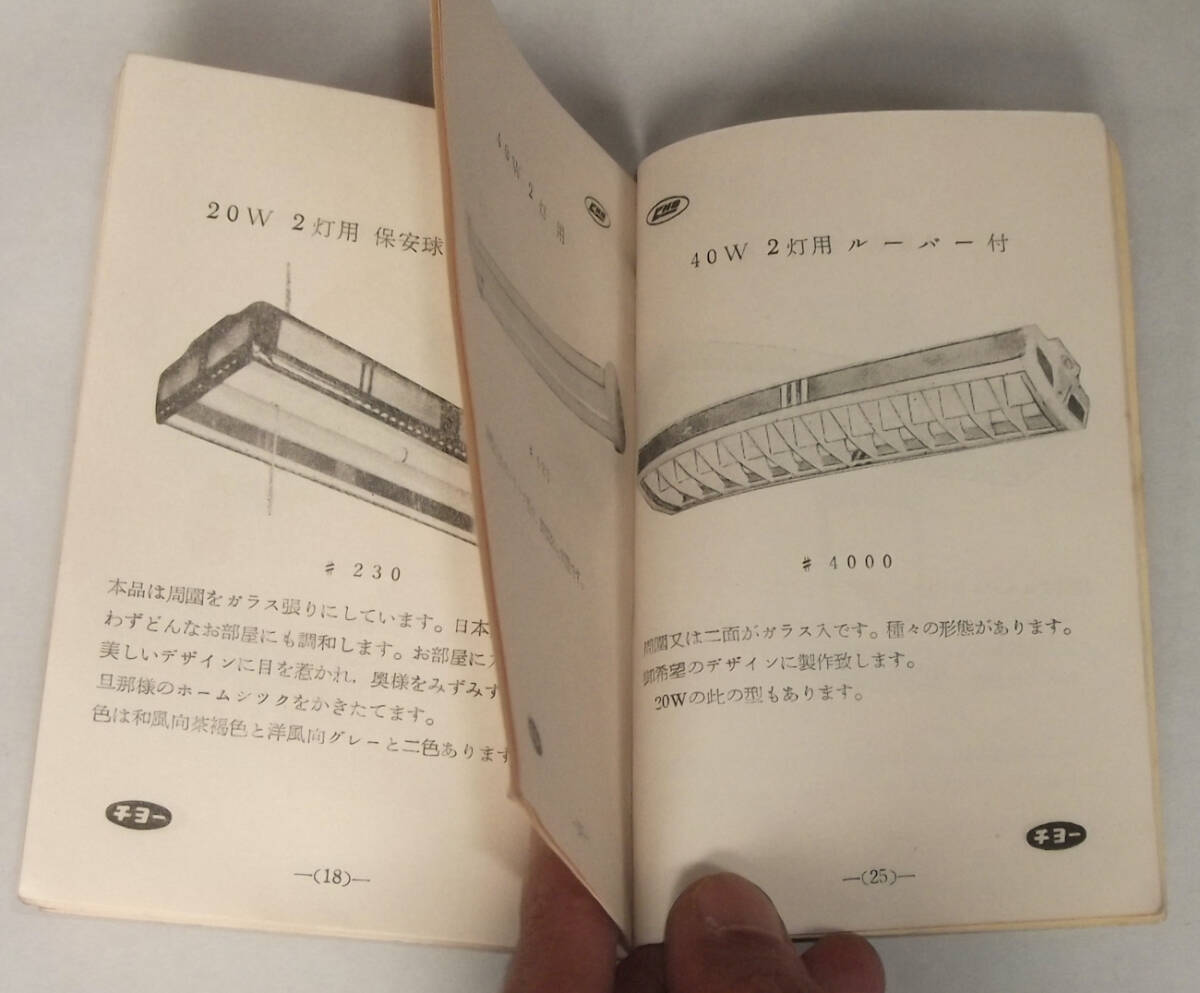 20W 2灯用 保安球
# 230
本品は周囲をガラス張りにしています。日本
わずどんなお部屋にも調和します。お部屋に
美しいデザインに目を惹かれ、奥様をみずみず
旦那様のホームシツクをかきたてます。
色は和風向茶褐色と洋風向グレーと二色あります
チヨー
—(18)—
40W 2灯用
CHO
CHO
40W 2灯用 ルーバー付
# 4000
周囲又は二面がガラス入です。種々の形態があります。
御希望のデザインに製作致します。
20Wの此の型もあります。
チヨー
—(25)—